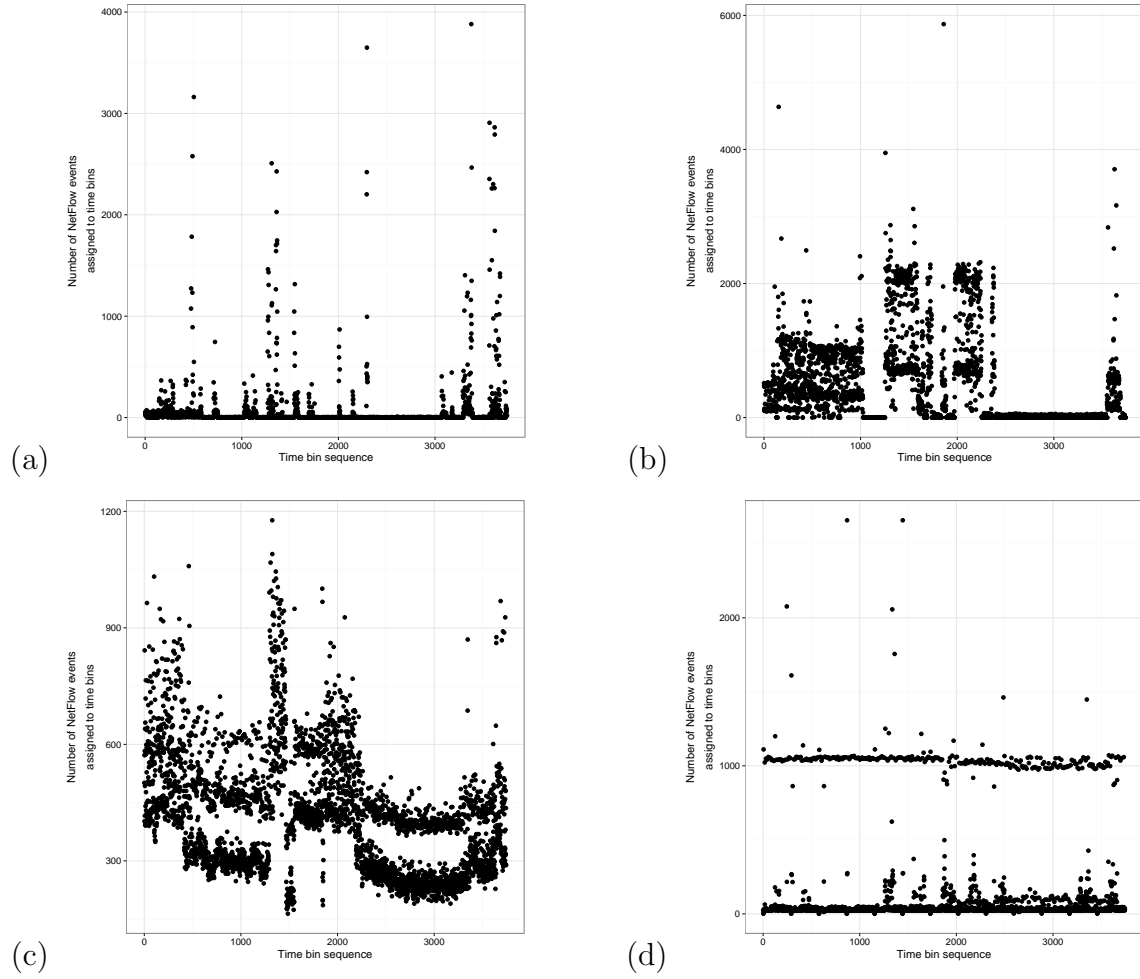 4000
3000
2000
1000
0
Number of NetFlow events
assigned to time bins
0 1000 2000 3000
Time bin sequence
(a)
6000
4000
2000
0
Number of NetFlow events
assigned to time bins
0 1000 2000 3000
Time bin sequence
(b)
1200
900
600
300
Number of NetFlow events
assigned to time bins
0 1000 2000 3000
Time bin sequence
(c)
2000
1000
0
Number of NetFlow events
assigned to time bins
0 1000 2000 3000
Time bin sequence
(d)